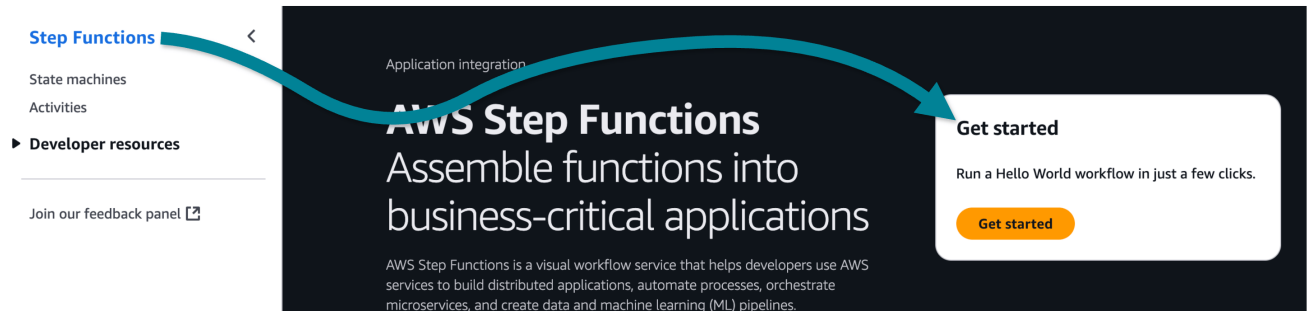 Step Functions
State machines
Activities
Developer resources
Join our feedback panel
Application integration
AWS Step Functions
Assemble functions into
business-critical applications
AWS Step Functions is a visual workflow service that helps developers use AWS
services to build distributed applications, automate processes, orchestrate
microservices, and create data and machine learning (ML) pipelines.
Get started
Run a Hello World workflow in just a few clicks.
Get started